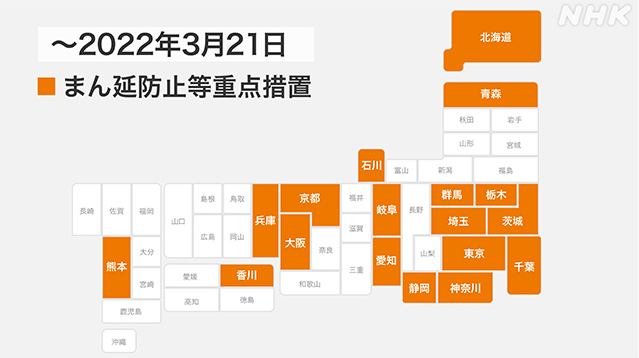 NHK
～2022年3月21日
まん延防止等重点措置
北海道
青森
秋田
岩手
山形
宮城
石川
富山
新潟
福島
長崎
佐賀
福岡
山口
島根
鳥取
兵庫
京都
福井
岐阜
長野
群馬
栃木
広島
岡山
大阪
奈良
滋賀
埼玉
茨城
熊本
大分
愛媛
香川
和歌山
三重
愛知
山梨
東京
千葉
宮崎
高知
徳島
静岡
神奈川
鹿児島
沖縄